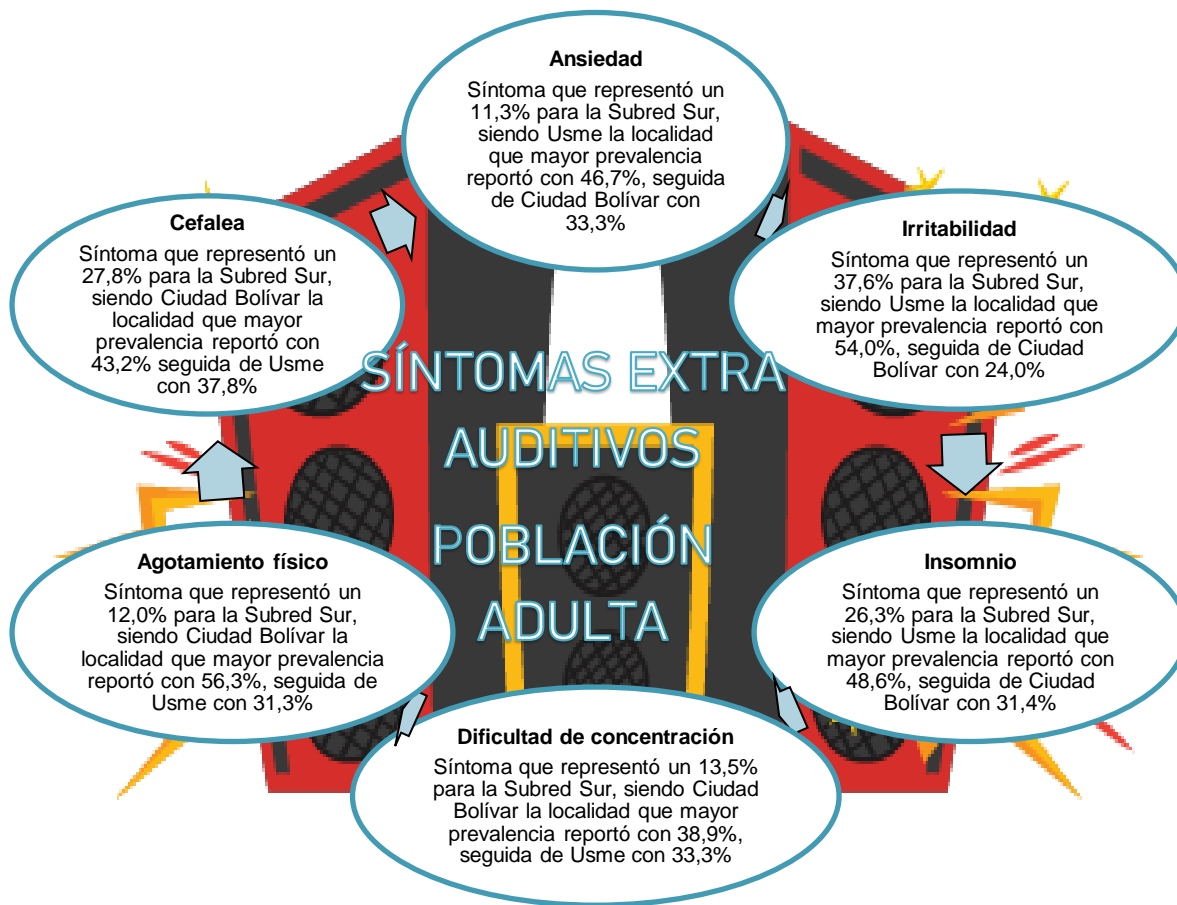 Ansiedad
Síntoma que representó un
11,3% para la Subred Sur,
siendo Usme la localidad
que mayor prevalencia
reportó con 46,7%, seguida
de Ciudad Bolívar con
33,3%
Irritabilidad
Síntoma que representó un
37,6% para la Subred Sur,
siendo Usme la localidad que
mayor prevalencia reportó con
54,0%, seguida de Ciudad
Bolívar con 24,0%
Insomnio
Síntoma que representó un
26,3% para la Subred Sur,
siendo Usme la localidad que
mayor prevalencia reportó con
48,6%, seguida de Ciudad
Bolívar con 31,4%
Dificultad de concentración
Síntoma que representó un 13,5%
para la Subred Sur, siendo Ciudad
Bolívar la localidad que mayor
prevalencia reportó con 38,9%,
seguida de Usme con 33,3%
Agotamiento físico
Síntoma que representó un
12,0% para la Subred Sur,
siendo Ciudad Bolívar la
localidad que mayor prevalencia
reportó con 56,3%, seguida de
Usme con 31,3%
Cefalea
Síntoma que representó un
27,8% para la Subred Sur,
siendo Ciudad Bolívar la
localidad que mayor
prevalencia reportó con
43,2% seguida de Usme
con 37,8%
SÍNTOMAS EXTRA
AUDITIVOS
POBLACIÓN
ADULTA